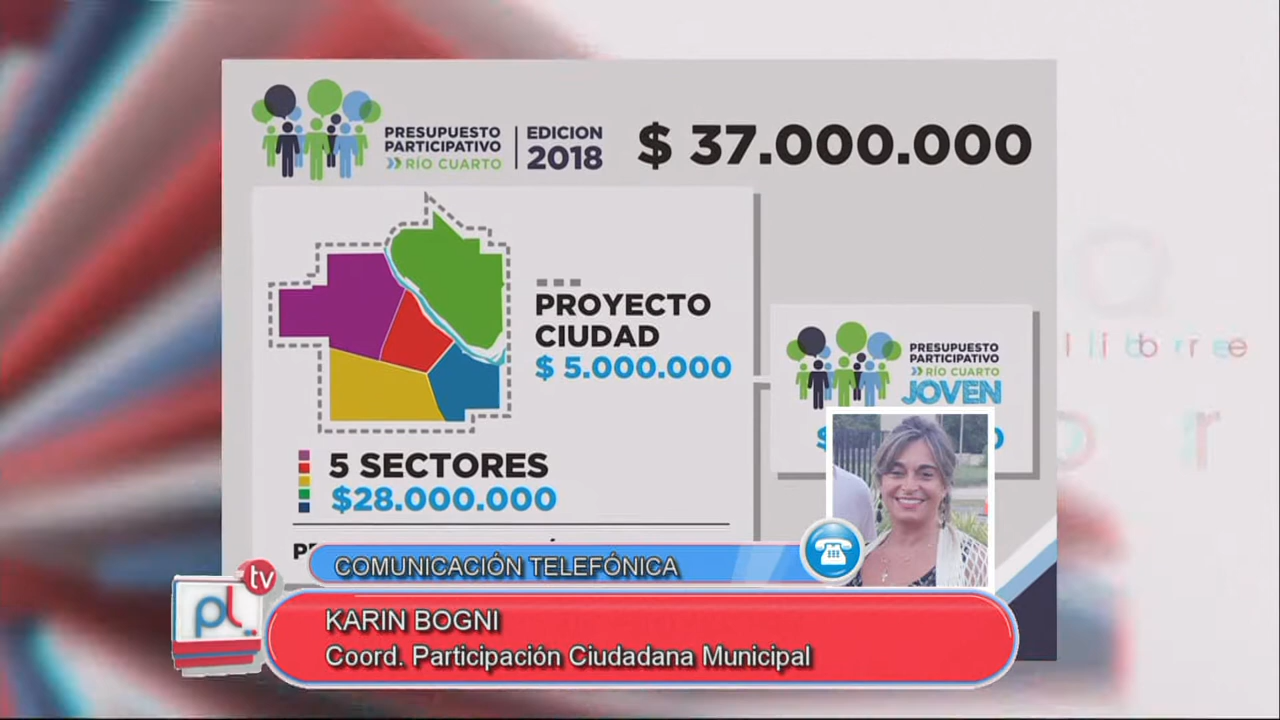 PRESUPUESTO
PARTICIPATIVO
RÍO CUARTO
EDICION
2018
$ 37.000.000
PROYECTO
CIUDAD
$ 5.000.000
5 SECTORES
$28.000.000
PRESUPUESTO
PARTICIPATIVO
RÍO CUARTO
JOVEN
libre
COMUNICACIÓN TELEFÓNICA
tv
pl
KARIN BOGNI
Coord. Participación Ciudadana Municipal